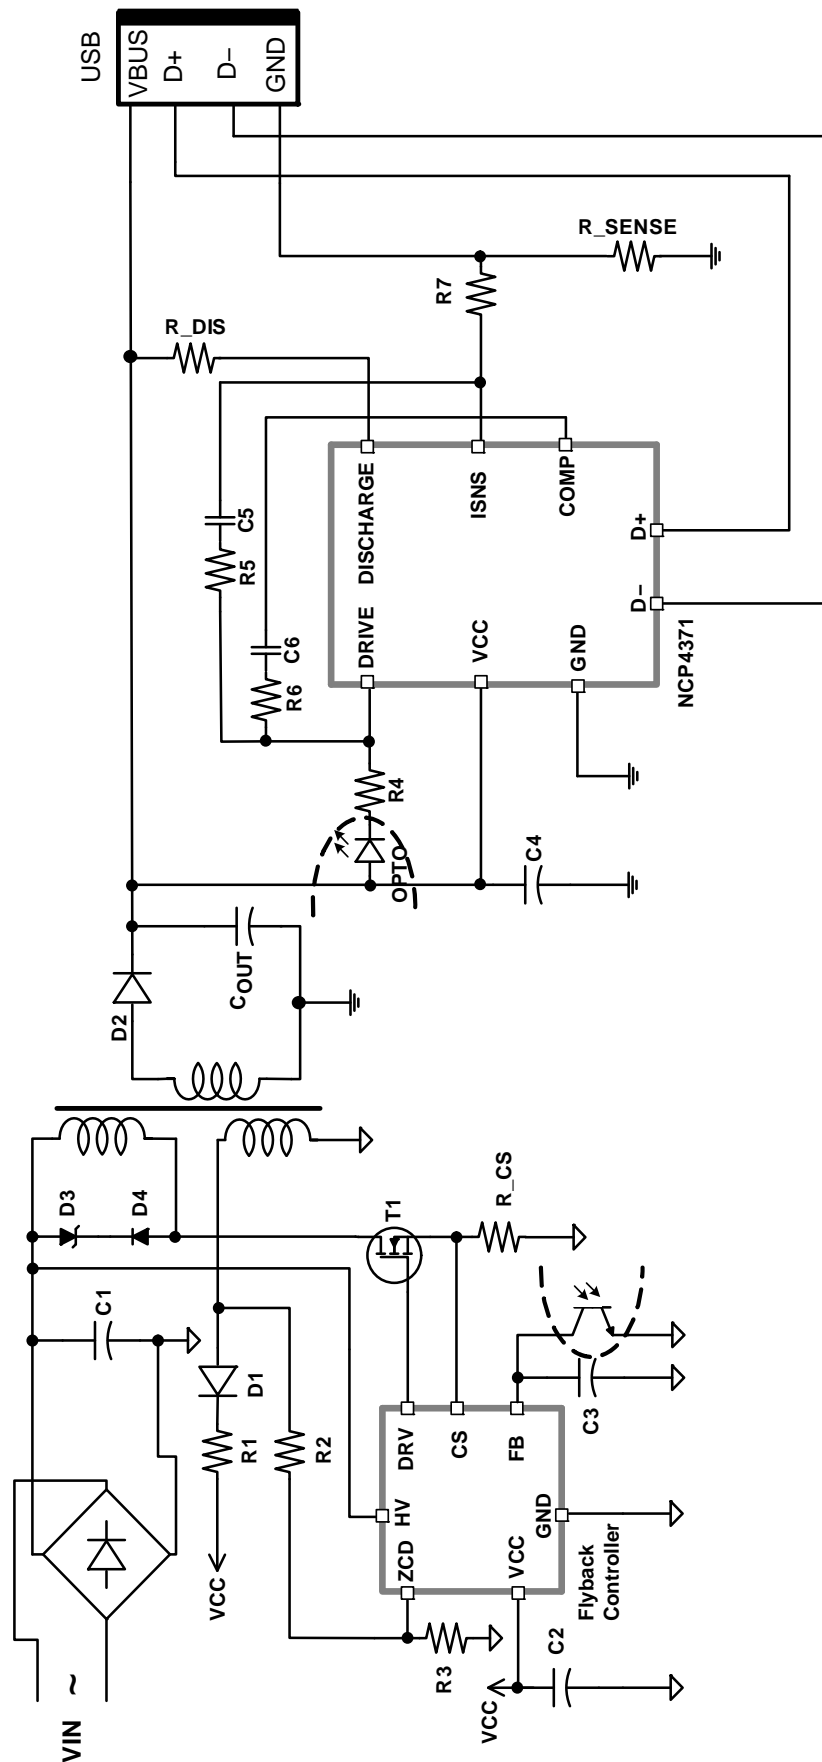 VIN ~
VCC
R1
D1
C1
D3
D4
R2
R3
VCC
C2
ZCD
HV
DRV
CS
FB
VCC
GND
Flyback
Controller
T1
R_CS
C3
D2
COUT
OPTO
R4
C4
R6
C6
R5
C5
DRIVE
DISCHARGE
VCC
ISNS
GND
COMP
D–
D+
NCP4371
R_DIS
R7
R_SENSE
USB
VBUS
D+
D–
GND